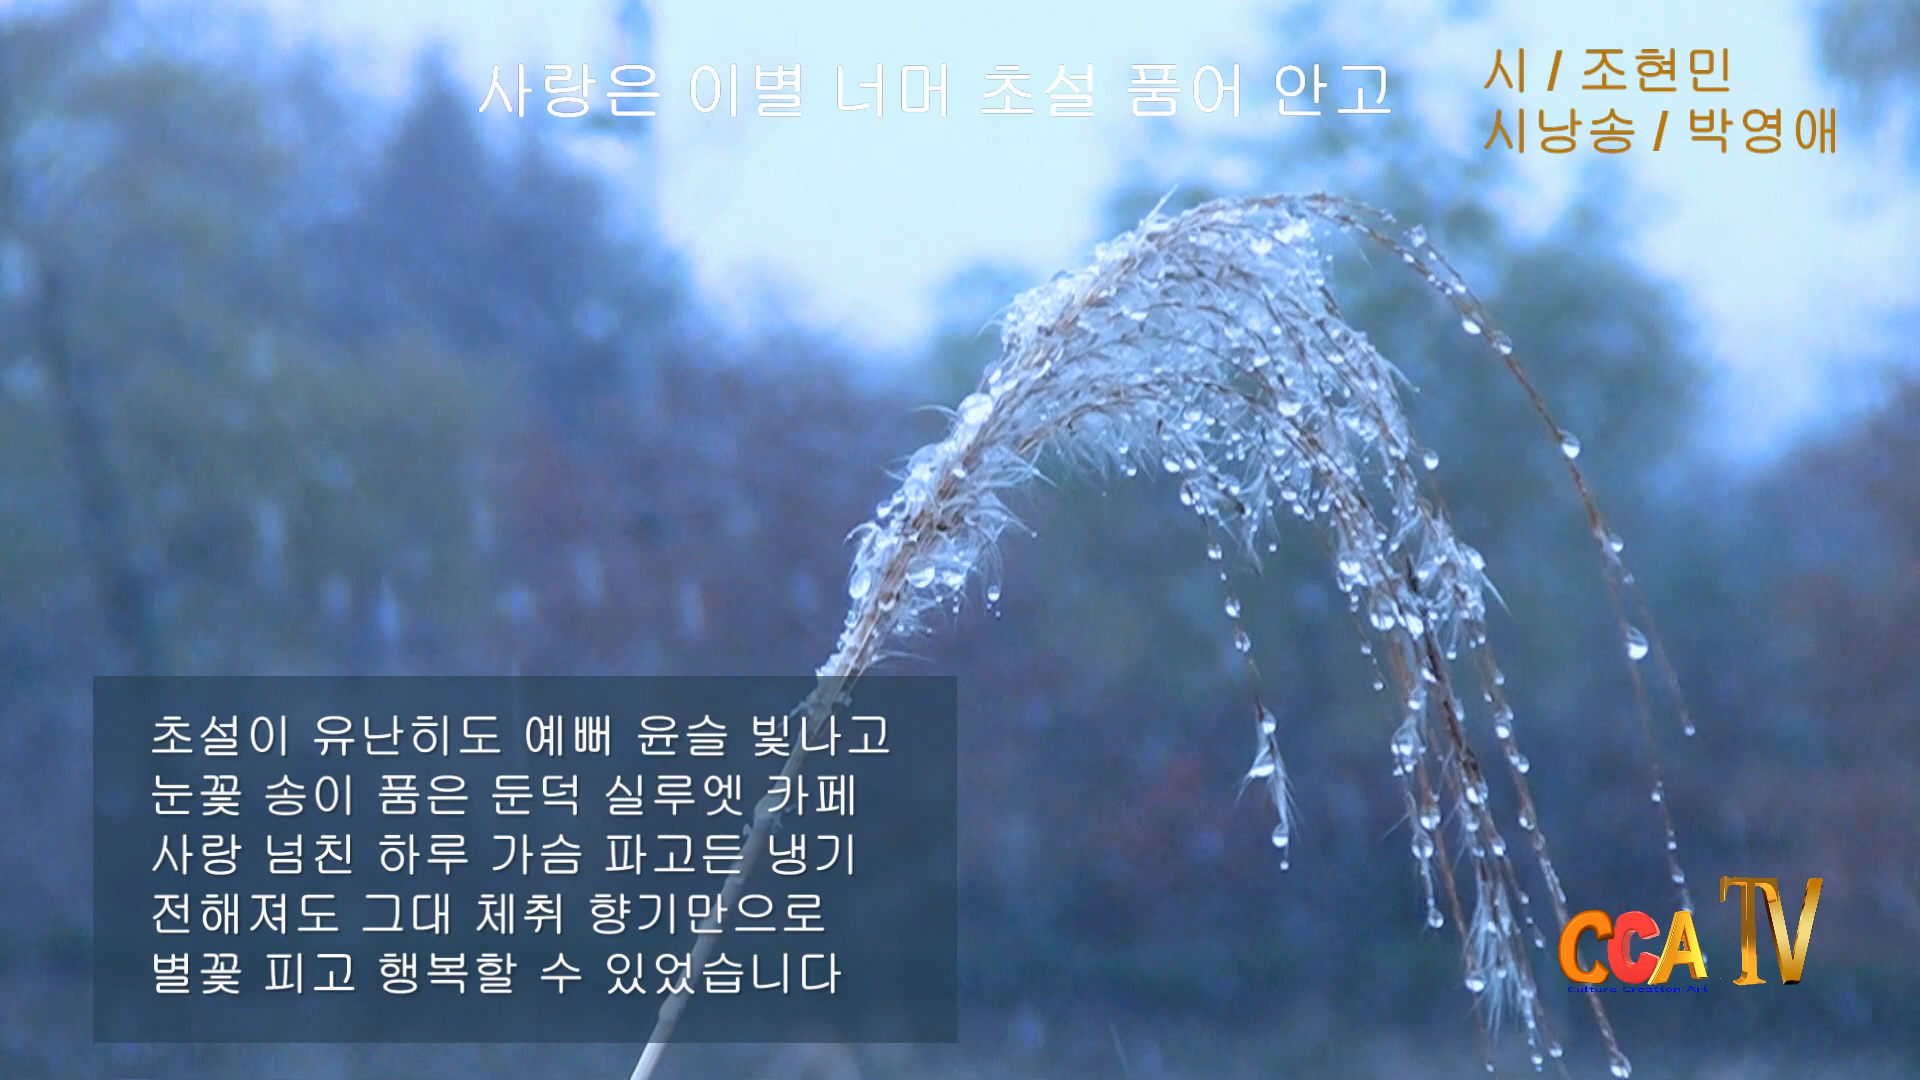 사랑은 이별 너머 초설 품어 안고
시 / 조현민
시낭송 / 박영애
초설이 유난히도 예뻐 윤슬 빛나고
눈꽃 송이 품은 둔덕 실루엣 카페
사랑 넘친 하루 가슴 파고든 냉기
전해져도 그대 체취 향기만으로
별꽃 피고 행복할 수 있었습니다
CCA TV
Culture Creation Art